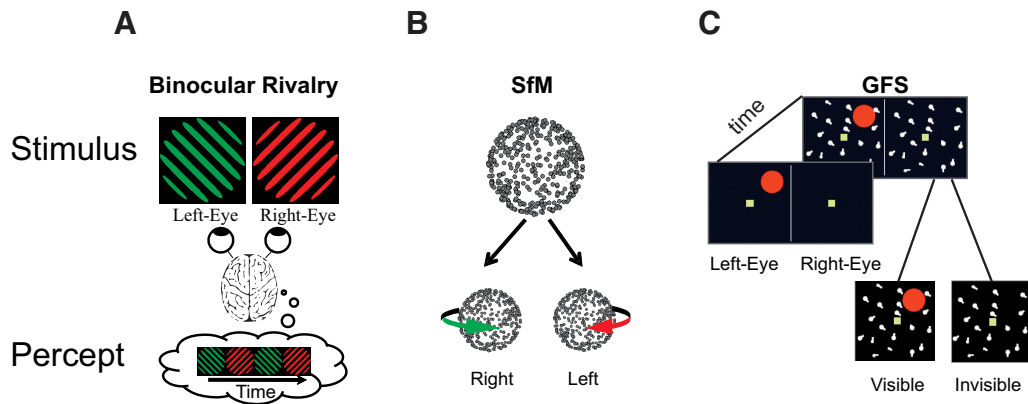 A
Binocular Rivalry
Stimulus
Left-Eye Right-Eye
Percept
Time
B
SfM
Right Left
C
GFS
time
Left-Eye Right-Eye
Visible Invisible